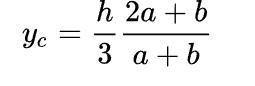 $y_c = \frac{h}{3} \frac{2a + b}{a + b}$